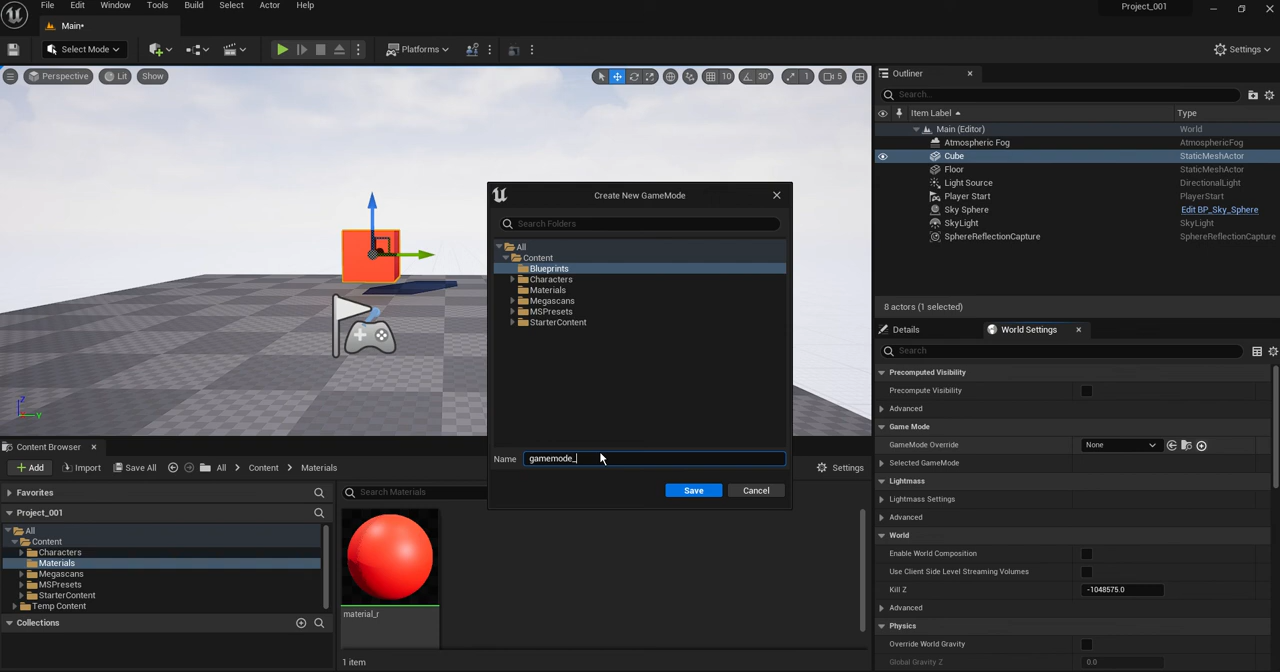 File Edit Window Tools Build Select Actor Help
Project_001
Main•
Select Mode
Platforms
Settings
Perspective Lit Show
10 30° 1 5
Outliner
Search...
Item Label Type
Main (Editor) World
Atmospheric Fog AtmosphericFog
Cube StaticMeshActor
Floor StaticMeshActor
Light Source DirectionalLight
Player Start PlayerStart
Sky Sphere Edit BP_Sky_Sphere
SkyLight SkyLight
SphereReflectionCapture SphereReflectionCapture
8 actors (1 selected)
Create New GameMode
Search Folders
All
Content
Blueprints
Characters
Materials
Megascans
MSPresets
StarterContent
Name gamemode_
Save Cancel
Details World Settings
Search
Precomputed Visibility
Precompute Visibility
Advanced
Game Mode
GameMode Override None
Selected GameMode
Lightmass
Lightmass Settings
Advanced
World
Enable World Composition
Use Client Side Level Streaming Volumes
Kill Z -1048575.0
Advanced
Physics
Override World Gravity
Global Gravity Z 0.0
Z
Y
Content Browser
Add Import Save All All Content Materials Settings
Favorites
Search Materials
Project_001
All
Content
Characters
Materials
Megascans
MSPresets
StarterContent
Temp Content
Collections
material_r
1 item